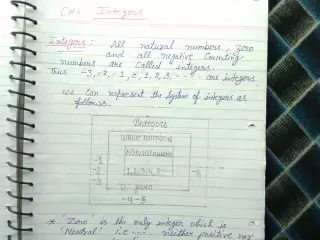 CH- Integers
Integers: All natural numbers, zero
and all negative counting
numbers are called integers.
Thus -3, -2, -1, 0, 1, 2, 3, --- are integers.
we can represent the system of integers as
follows.
Integers
whole numbers
Natural numbers
-1
1,2,3,4,5---
-2
-3
0- zero
-4 -5
* 'Zero' is the only integer which is
'Neutral' i.e --- neither positive nor